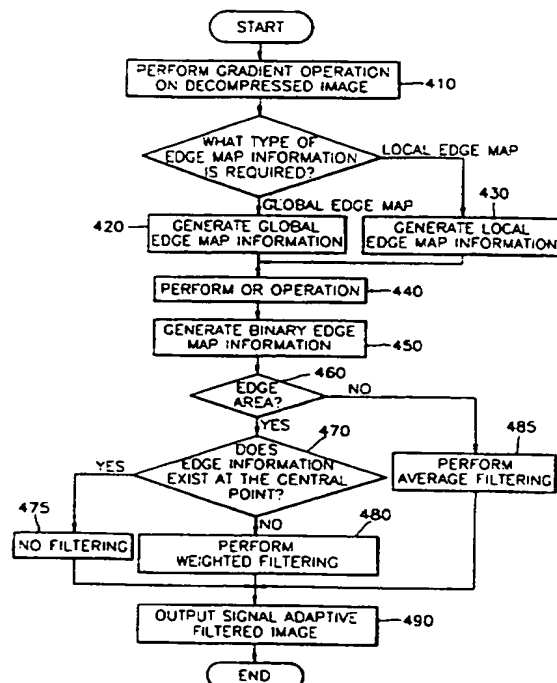 START
PERFORM GRADIENT OPERATION
ON DECOMPRESSED IMAGE
410
WHAT TYPE OF
EDGE MAP INFORMATION
IS REQUIRED?
LOCAL EDGE MAP
GLOBAL EDGE MAP
420
GENERATE GLOBAL
EDGE MAP INFORMATION
430
GENERATE LOCAL
EDGE MAP INFORMATION
PERFORM OR OPERATION
440
GENERATE BINARY EDGE
MAP INFORMATION
450
460
EDGE
AREA?
NO
YES
470
DOES
EDGE INFORMATION
EXIST AT THE CENTRAL
POINT?
YES
NO
485
PERFORM
AVERAGE FILTERING
475
NO FILTERING
480
PERFORM
WEIGHTED FILTERING
OUTPUT SIGNAL ADAPTIVE
FILTERED IMAGE
490
END